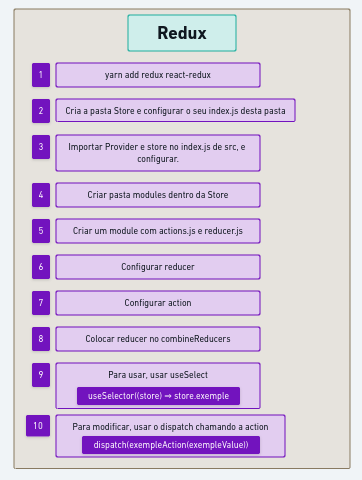 Redux
1 yarn add redux react-redux
2 Cria a pasta Store e configurar o seu index.js desta pasta
3 Importar Provider e store no index.js de src, e
configurar.
4 Criar pasta modules dentro da Store
5 Criar um module com actions.js e reducer.js
6 Configurar reducer
7 Configurar action
8 Colocar reducer no combineReducers
9 Para usar, usar useSelect
useSelector((store) => store.exemple
10 Para modificar, usar o dispatch chamando a action
dispatch(exempleAction(exempleValue))